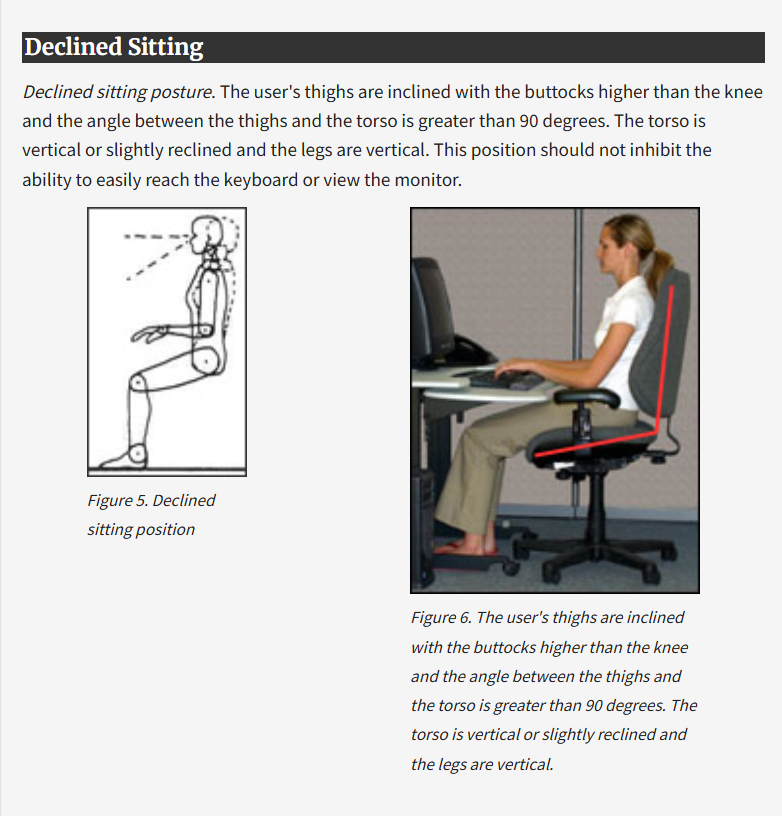 Declined Sitting
Declined sitting posture. The user's thighs are inclined with the buttocks higher than the knee
and the angle between the thighs and the torso is greater than 90 degrees. The torso is
vertical or slightly reclined and the legs are vertical. This position should not inhibit the
ability to easily reach the keyboard or view the monitor.
Figure 5. Declined
sitting position
Figure 6. The user's thighs are inclined
with the buttocks higher than the knee
and the angle between the thighs and
the torso is greater than 90 degrees. The
torso is vertical or slightly reclined and
the legs are vertical.